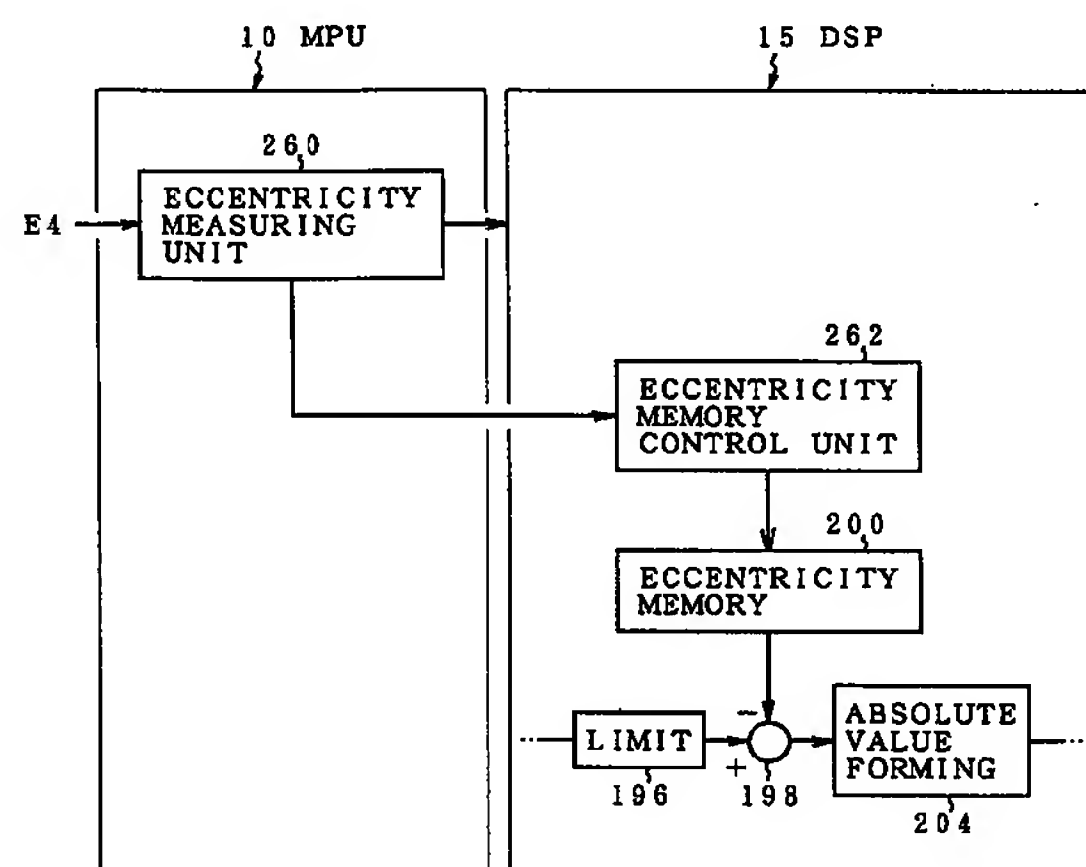 10 MPU
15 DSP
260
ECCENTRICITY
MEASURING
UNIT
E4
262
ECCENTRICITY
MEMORY
CONTROL UNIT
200
ECCENTRICITY
MEMORY
−
LIMIT
+
196
198
ABSOLUTE
VALUE
FORMING
204